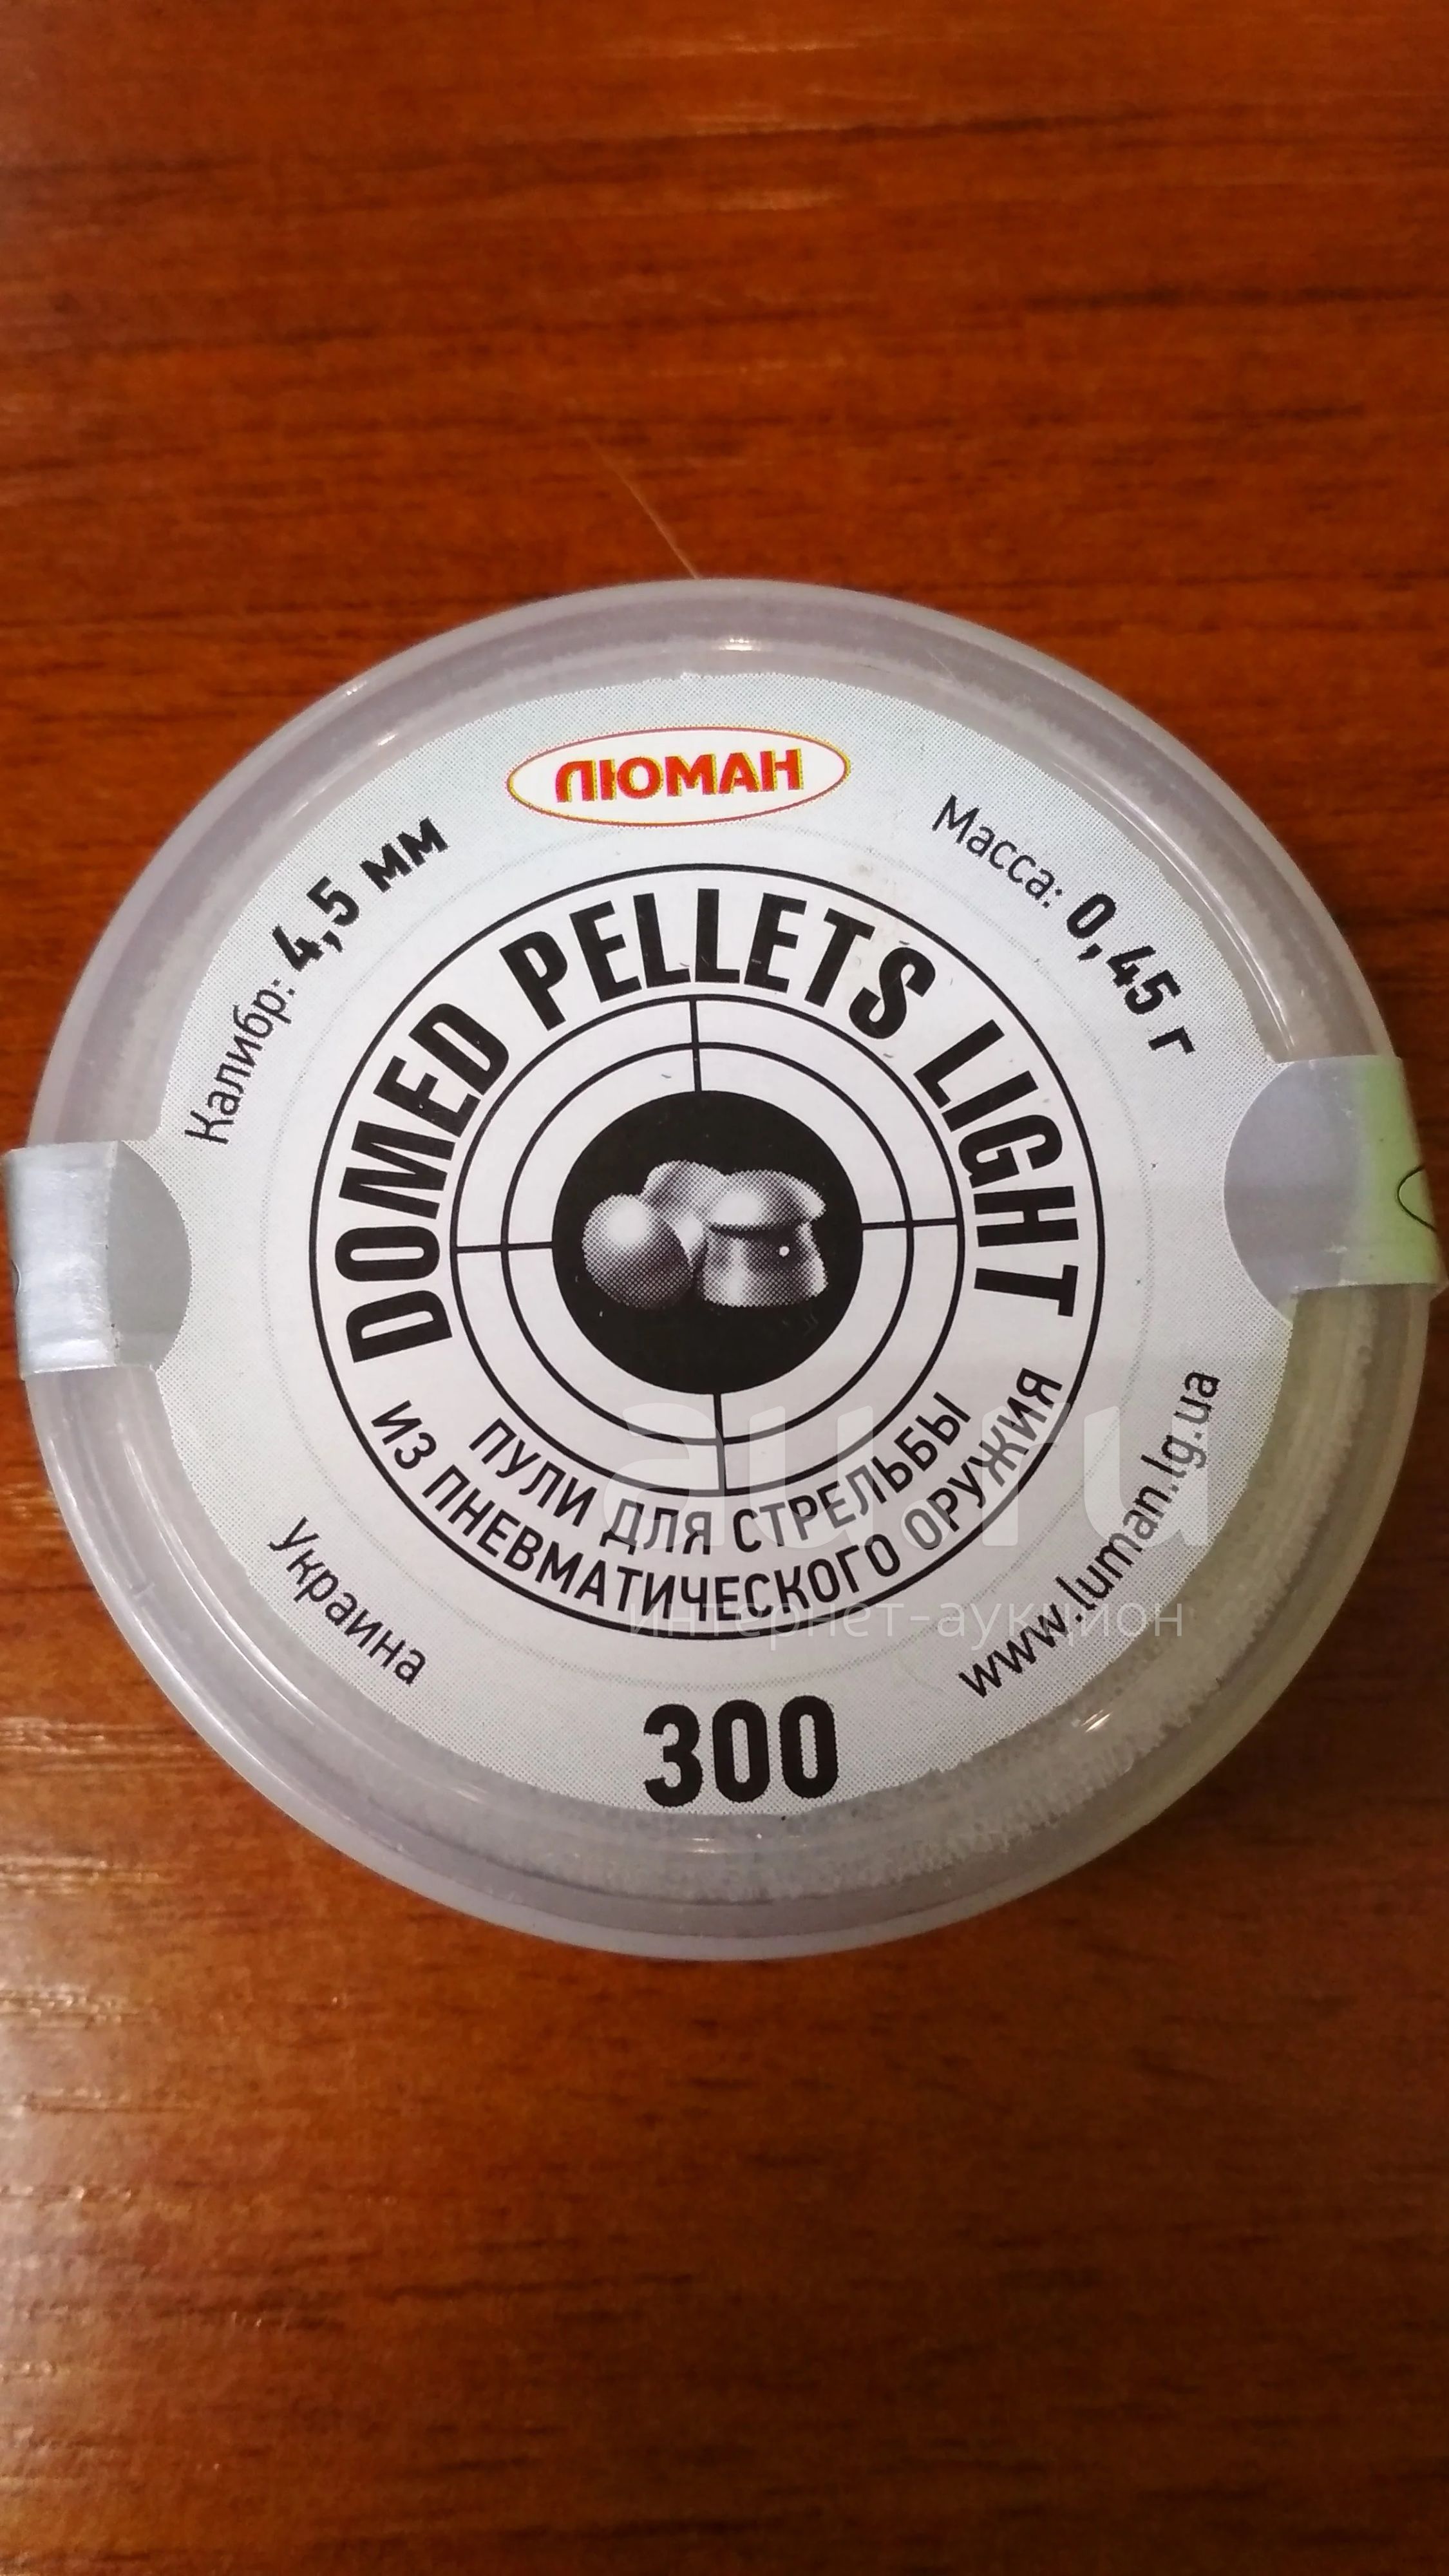 ЛЮМАН
Калибр: 4,5 мм
Масса: 0,45 г
DOMED PELLETS LIGHT
ПУЛИ ДЛЯ СТРЕЛЬБЫ
ИЗ ПНЕВМАТИЧЕСКОГО ОРУЖИЯ
au.ru
интернет-аукцион
Украина
www.luman.lg.ua
300